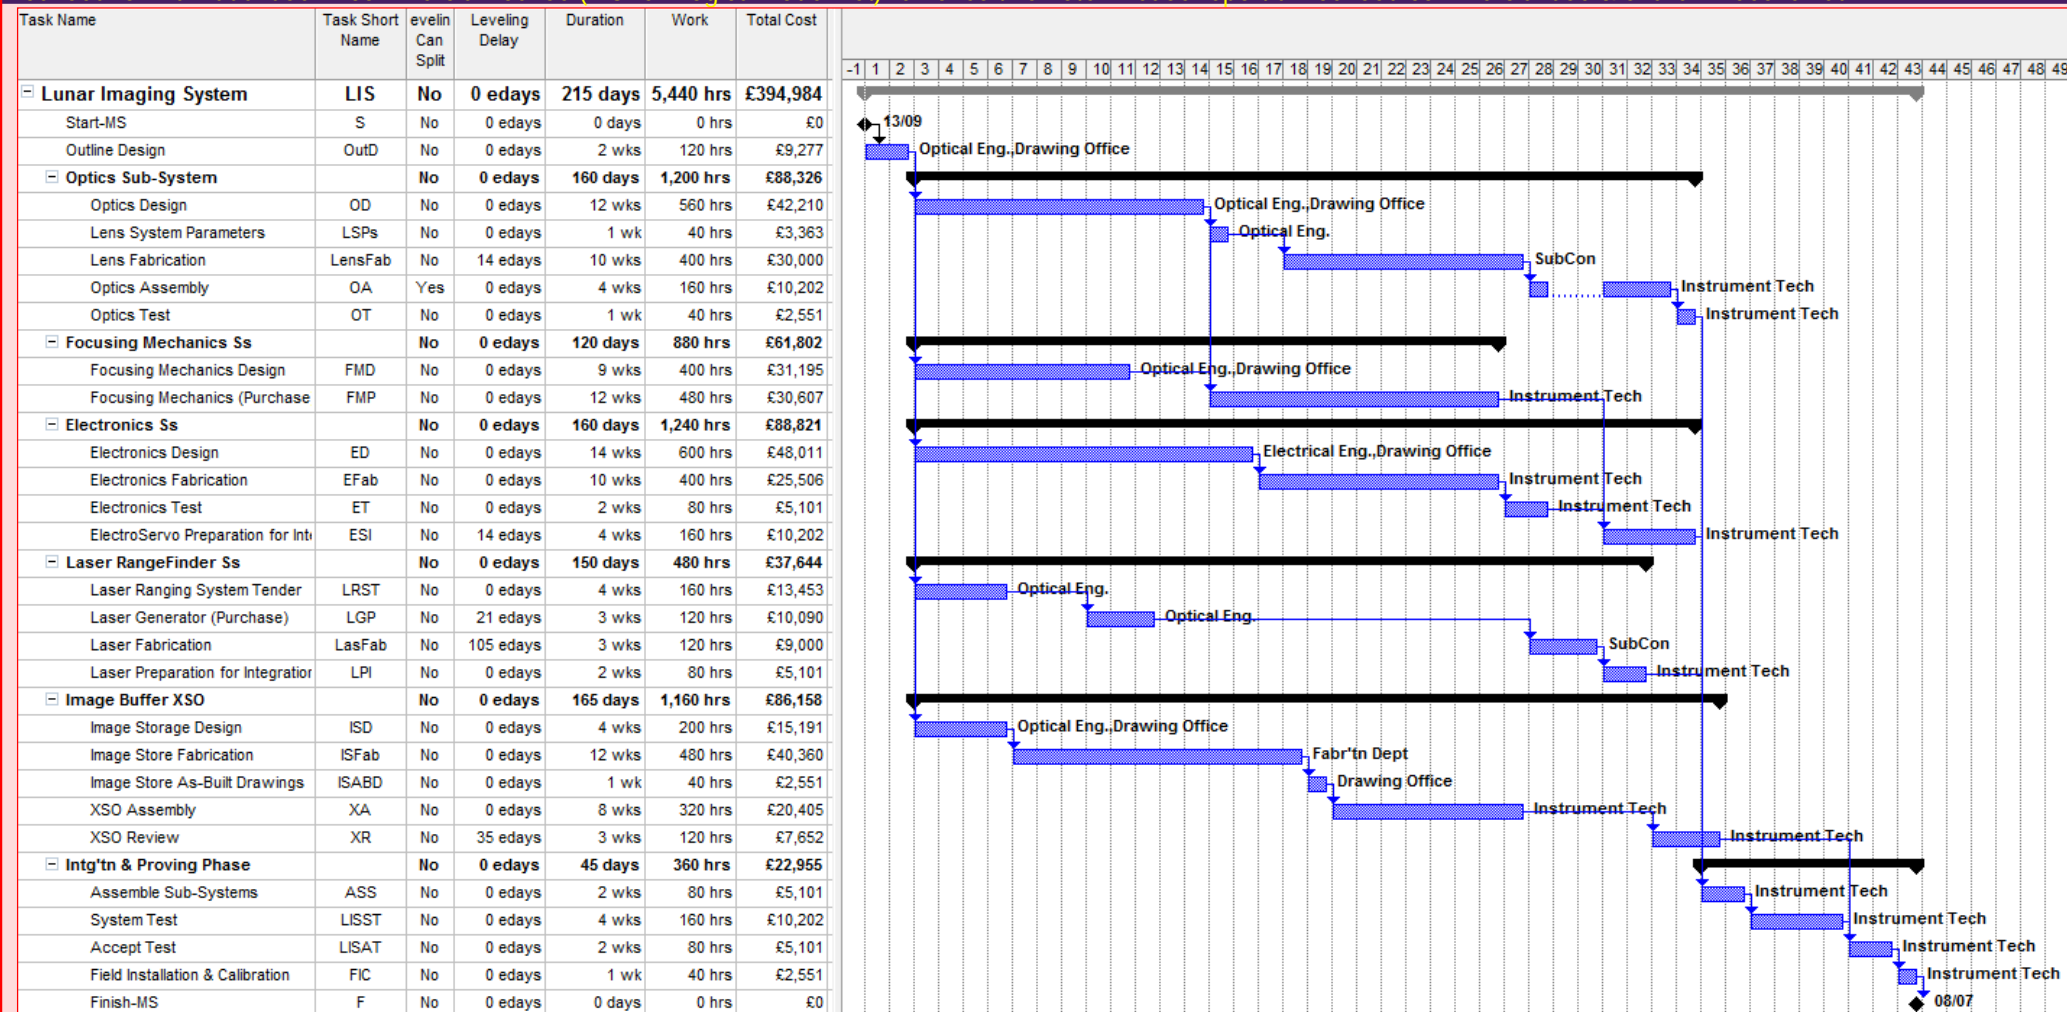 Task Name Task Short Name evelin Can Split Leveling Delay Duration Work Total Cost
-1 1 2 3 4 5 6 7 8 9 10 11 12 13 14 15 16 17 18 19 20 21 22 23 24 25 26 27 28 29 30 31 32 33 34 35 36 37 38 39 40 41 42 43 44 45 46 47 48 49
Lunar Imaging System LIS No 0 edays 215 days 5,440 hrs £394,984
Start-MS S No 0 edays 0 days 0 hrs £0 13/09
Outline Design OutD No 0 edays 2 wks 120 hrs £9,277 Optical Eng.,Drawing Office
Optics Sub-System No 0 edays 160 days 1,200 hrs £88,326
Optics Design OD No 0 edays 12 wks 560 hrs £42,210 Optical Eng.,Drawing Office
Lens System Parameters LSPs No 0 edays 1 wk 40 hrs £3,363 Optical Eng.
Lens Fabrication LensFab No 14 edays 10 wks 400 hrs £30,000 SubCon
Optics Assembly OA Yes 0 edays 4 wks 160 hrs £10,202 Instrument Tech
Optics Test OT No 0 edays 1 wk 40 hrs £2,551 Instrument Tech
Focusing Mechanics Ss No 0 edays 120 days 880 hrs £61,802
Focusing Mechanics Design FMD No 0 edays 9 wks 400 hrs £31,195 Optical Eng.,Drawing Office
Focusing Mechanics (Purchase FMP No 0 edays 12 wks 480 hrs £30,607 Instrument Tech
Electronics Ss No 0 edays 160 days 1,240 hrs £88,821
Electronics Design ED No 0 edays 14 wks 600 hrs £48,011 Electrical Eng.,Drawing Office
Electronics Fabrication EFab No 0 edays 10 wks 400 hrs £25,506 Instrument Tech
Electronics Test ET No 0 edays 2 wks 80 hrs £5,101 Instrument Tech
ElectroServo Preparation for Int ESI No 14 edays 4 wks 160 hrs £10,202 Instrument Tech
Laser RangeFinder Ss No 0 edays 150 days 480 hrs £37,644
Laser Ranging System Tender LRST No 0 edays 4 wks 160 hrs £13,453 Optical Eng.
Laser Generator (Purchase) LGP No 21 edays 3 wks 120 hrs £10,090 Optical Eng.
Laser Fabrication LasFab No 105 edays 3 wks 120 hrs £9,000 SubCon
Laser Preparation for Integration LPI No 0 edays 2 wks 80 hrs £5,101 Instrument Tech
Image Buffer XSO No 0 edays 165 days 1,160 hrs £86,158
Image Storage Design ISD No 0 edays 4 wks 200 hrs £15,191 Optical Eng.,Drawing Office
Image Store Fabrication ISFab No 0 edays 12 wks 480 hrs £40,360 Fabr'tn Dept
Image Store As-Built Drawings ISABD No 0 edays 1 wk 40 hrs £2,551 Drawing Office
XSO Assembly XA No 0 edays 8 wks 320 hrs £20,405 Instrument Tech
XSO Review XR No 35 edays 3 wks 120 hrs £7,652 Instrument Tech
Intg'tn & Proving Phase No 0 edays 45 days 360 hrs £22,955
Assemble Sub-Systems ASS No 0 edays 2 wks 80 hrs £5,101 Instrument Tech
System Test LISST No 0 edays 4 wks 160 hrs £10,202 Instrument Tech
Accept Test LISAT No 0 edays 2 wks 80 hrs £5,101 Instrument Tech
Field Installation & Calibration FIC No 0 edays 1 wk 40 hrs £2,551 Instrument Tech
Finish-MS F No 0 edays 0 days 0 hrs £0 08/07